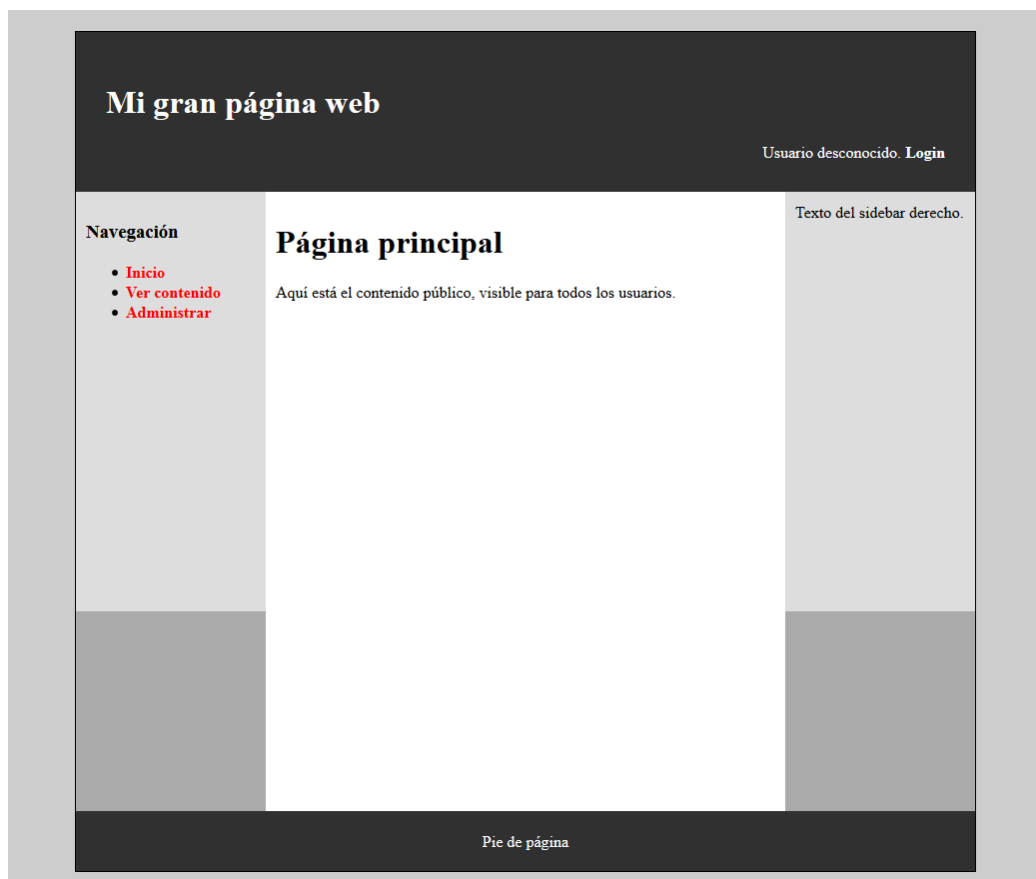 Mi gran página web
Usuario desconocido. Login
Navegación
Inicio
Ver contenido
Administrar
Página principal
Aquí está el contenido público, visible para todos los usuarios.
Texto del sidebar derecho.
Pie de página